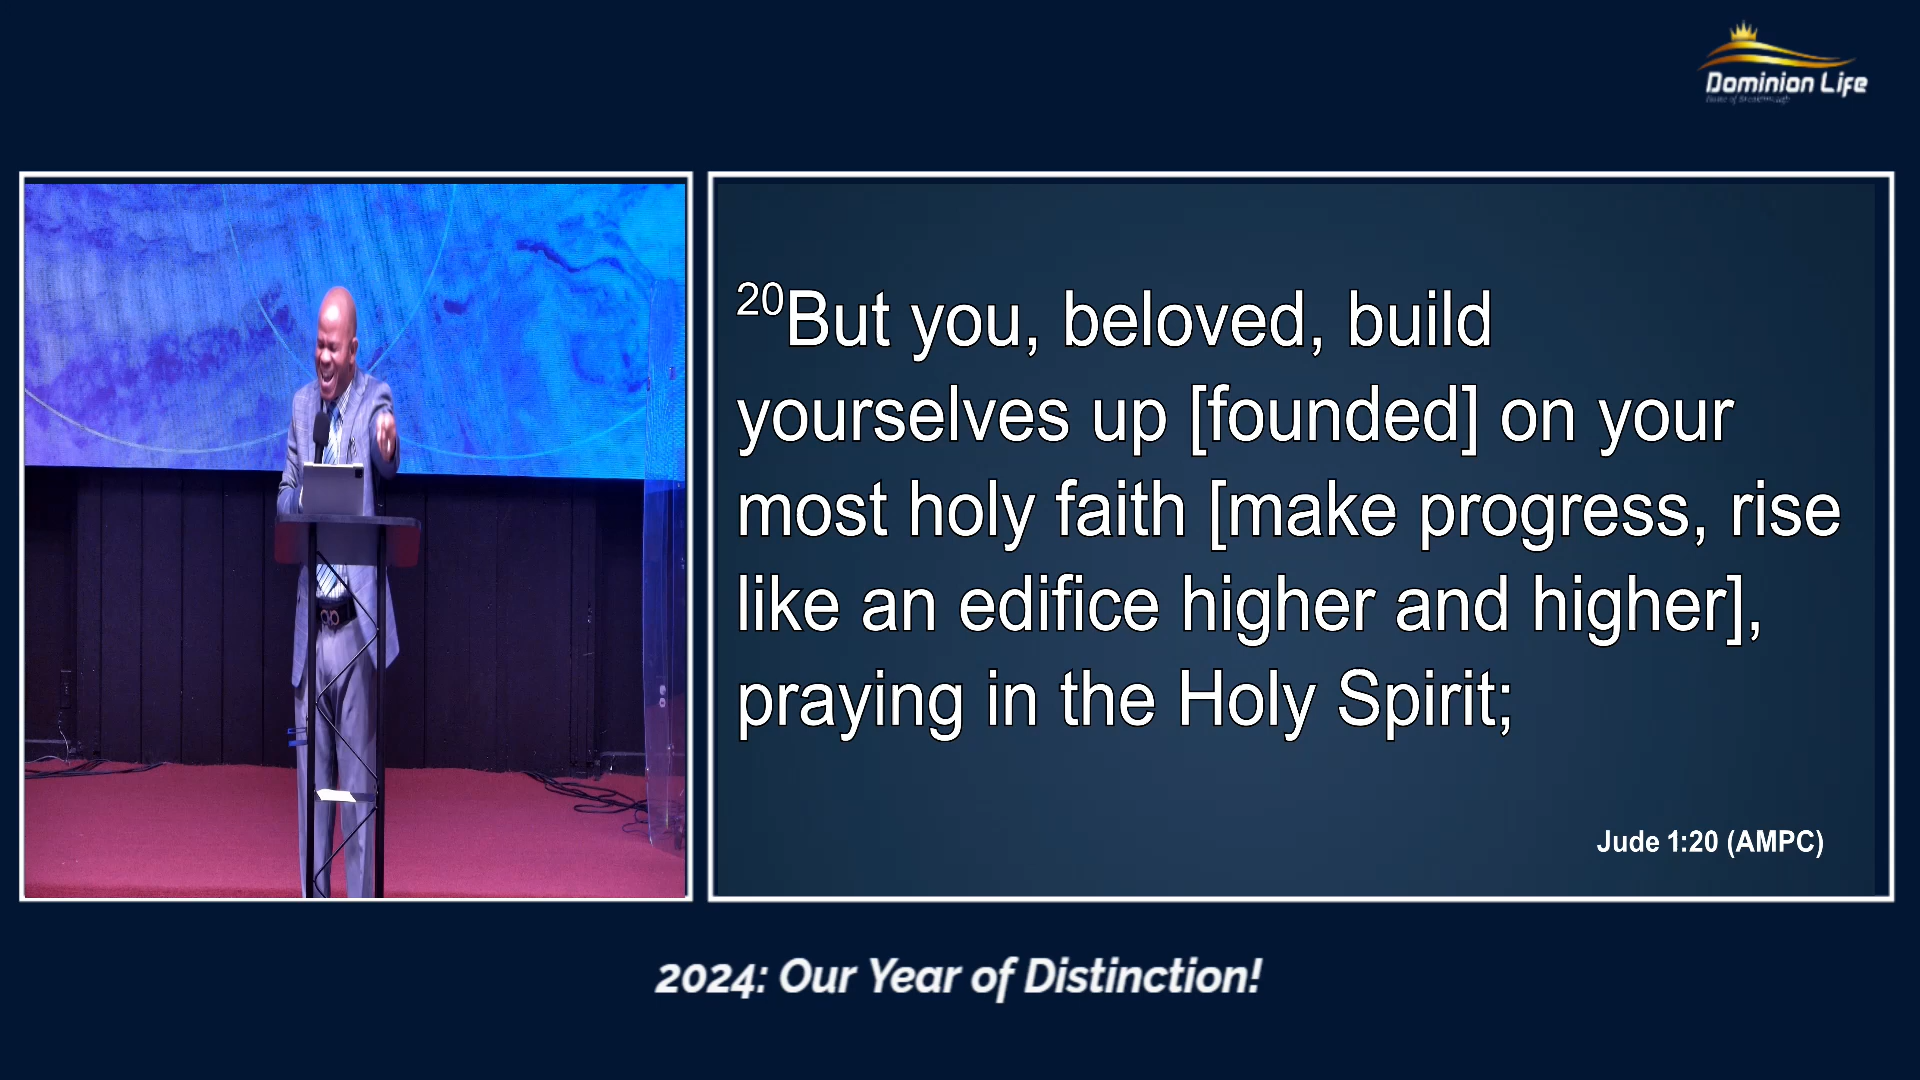 Dominion Life
20But you, beloved, build
yourselves up [founded] on your
most holy faith [make progress, rise
like an edifice higher and higher],
praying in the Holy Spirit;
Jude 1:20 (AMPC)
2024: Our Year of Distinction!